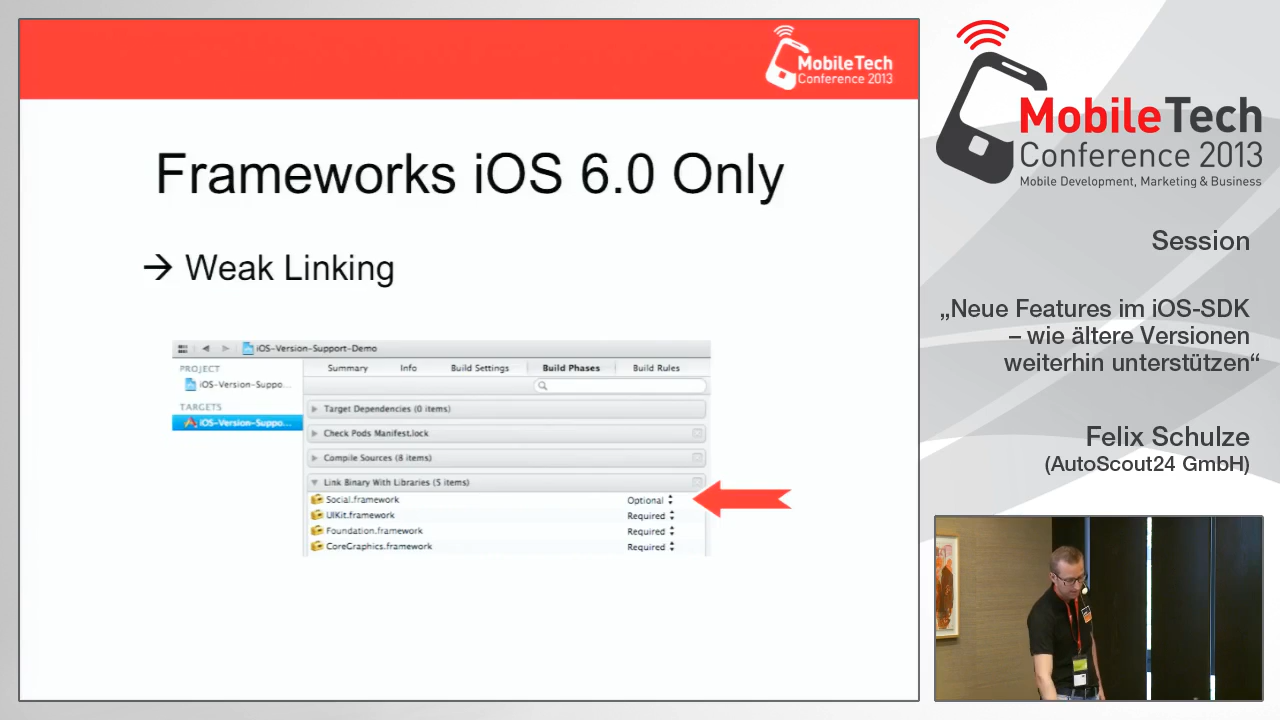 MobileTech
Conference 2013
Frameworks iOS 6.0 Only
→ Weak Linking
iOS-Version-Support-Demo
PROJECT
iOS-Version-Suppo...
TARGETS
iOS-Version-Suppo...
Summary Info Build Settings Build Phases Build Rules
Target Dependencies (0 items)
Check Pods Manifest.lock
Compile Sources (8 items)
Link Binary With Libraries (5 items)
Social.framework Optional
UIKit.framework Required
Foundation.framework Required
CoreGraphics.framework Required
MobileTech
Conference 2013
Mobile Development, Marketing & Business
Session
„Neue Features im iOS-SDK
– wie ältere Versionen
weiterhin unterstützen“
Felix Schulze
(AutoScout24 GmbH)